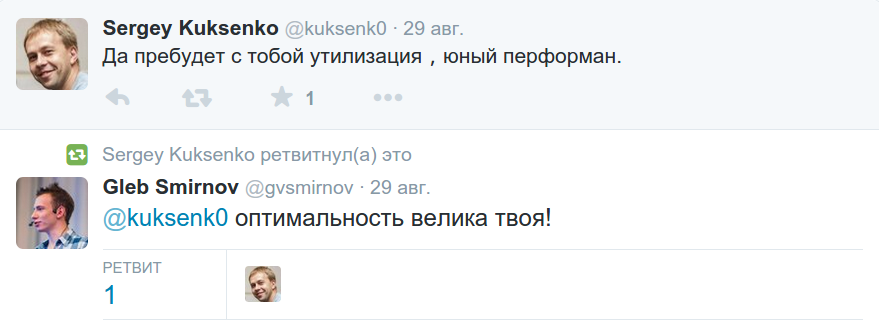 Sergey Kuksenko @kuksenk0 · 29 авг.
Да пребудет с тобой утилизация , юный перформан.
1
Sergey Kuksenko ретвитнул(а) это
Gleb Smirnov @gvsmirnov · 29 авг.
@kuksenk0 оптимальность велика твоя!
РЕТВИТ
1